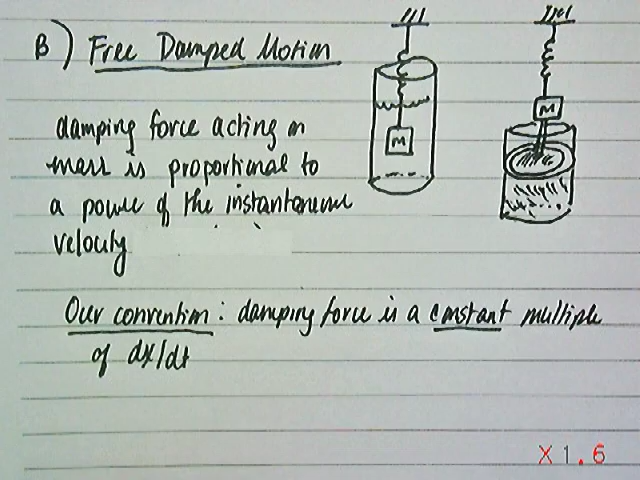 B) Free Damped Motion
damping force acting on
mass is proportional to
a power of the instantaneous
velocity
M
M
Our convention: damping force is a constant multiple
of dx/dt
X1.6